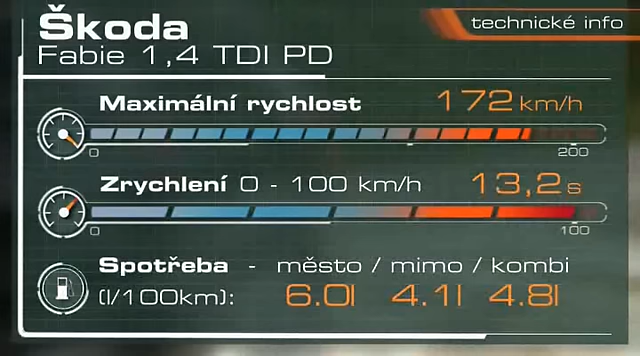 Škoda
technické info
Fabie 1,4 TDI PD
Maximální rychlost 172 km/h
0 200
Zrychlení 0 - 100 km/h 13,2 s
0 100
Spotřeba - město / mimo / kombi
(l/100km): 6.0l 4.1l 4.8l